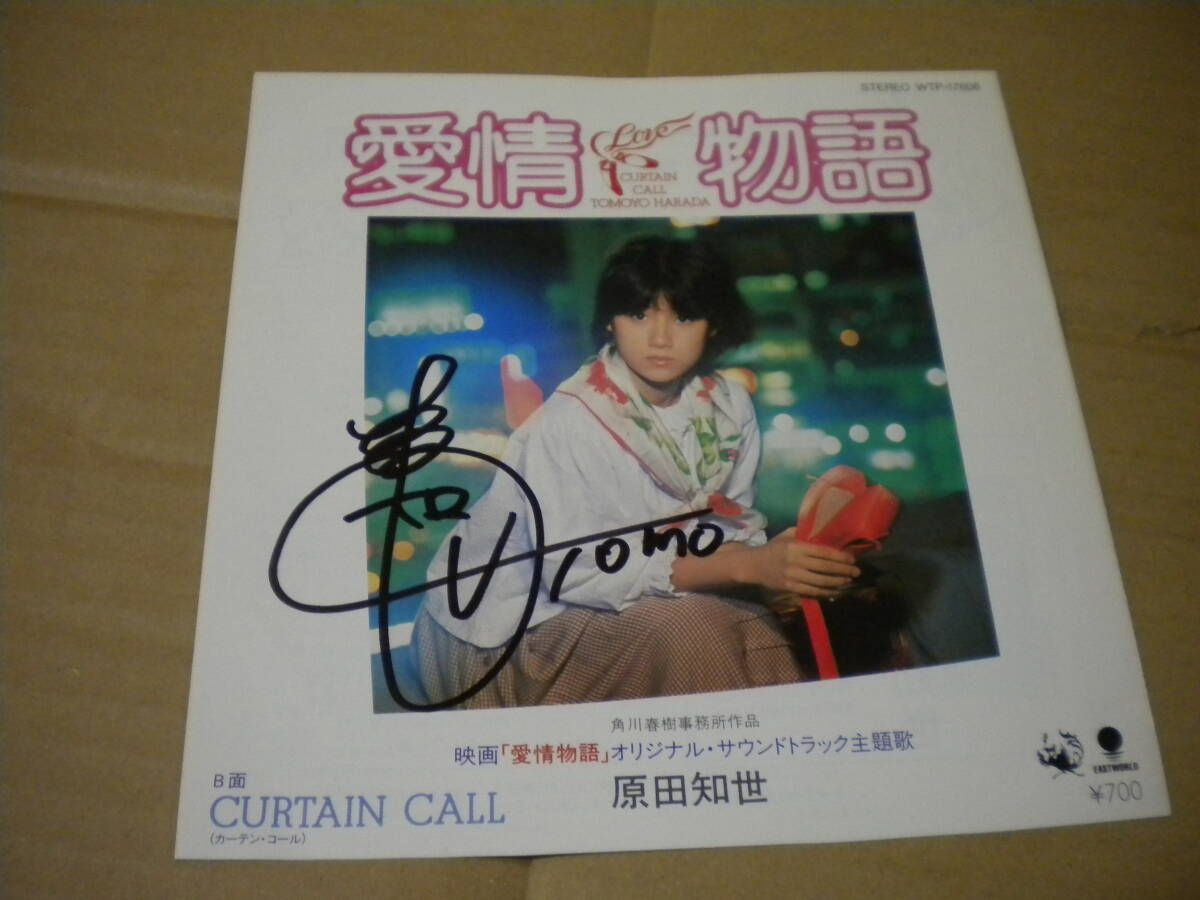 STEREO WTP-17606
愛情物語
Love
CURTAIN
CALL
TOMOYO HARADA
知
TOMO
角川春樹事務所作品
映画「愛情物語」オリジナル・サウンドトラック主題歌
原田知世
B面
CURTAIN CALL
(カーテン・コール)
EASTWORLD
¥700